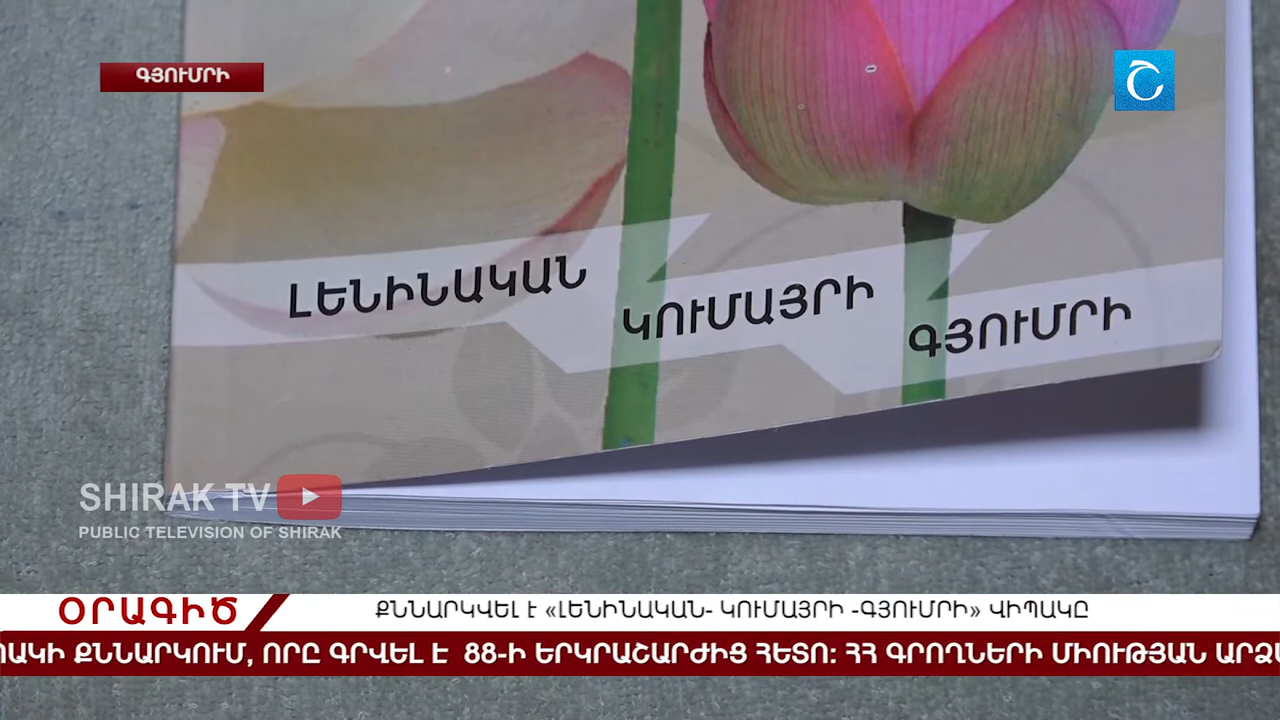 ԳՅՈՒՄՐԻ
ԼԵՆԻՆԱԿԱՆ
ԿՈՒՄԱՅՐԻ
ԳՅՈՒՄՐԻ
SHIRAK TV
PUBLIC TELEVISION OF SHIRAK
ՕՐԱԳԻԾ
ՔՆՆԱՐԿՎԵԼ է «ԼԵՆԻՆԱԿԱՆ- ԿՈՒՄԱՅՐԻ -ԳՅՈՒՄՐԻ» ՎԻՊԱԿԸ
ՔՆՆԱՐԿՈՒՄ, ՈՐԸ ԳՐՎԵԼ Է 88-Ի ԵՐԿՐԱՇԱՐԺԻՑ ՀԵՏՈ: ՀՀ ԳՐՈՂՆԵՐԻ ՄԻՈՒԹՅԱՆ